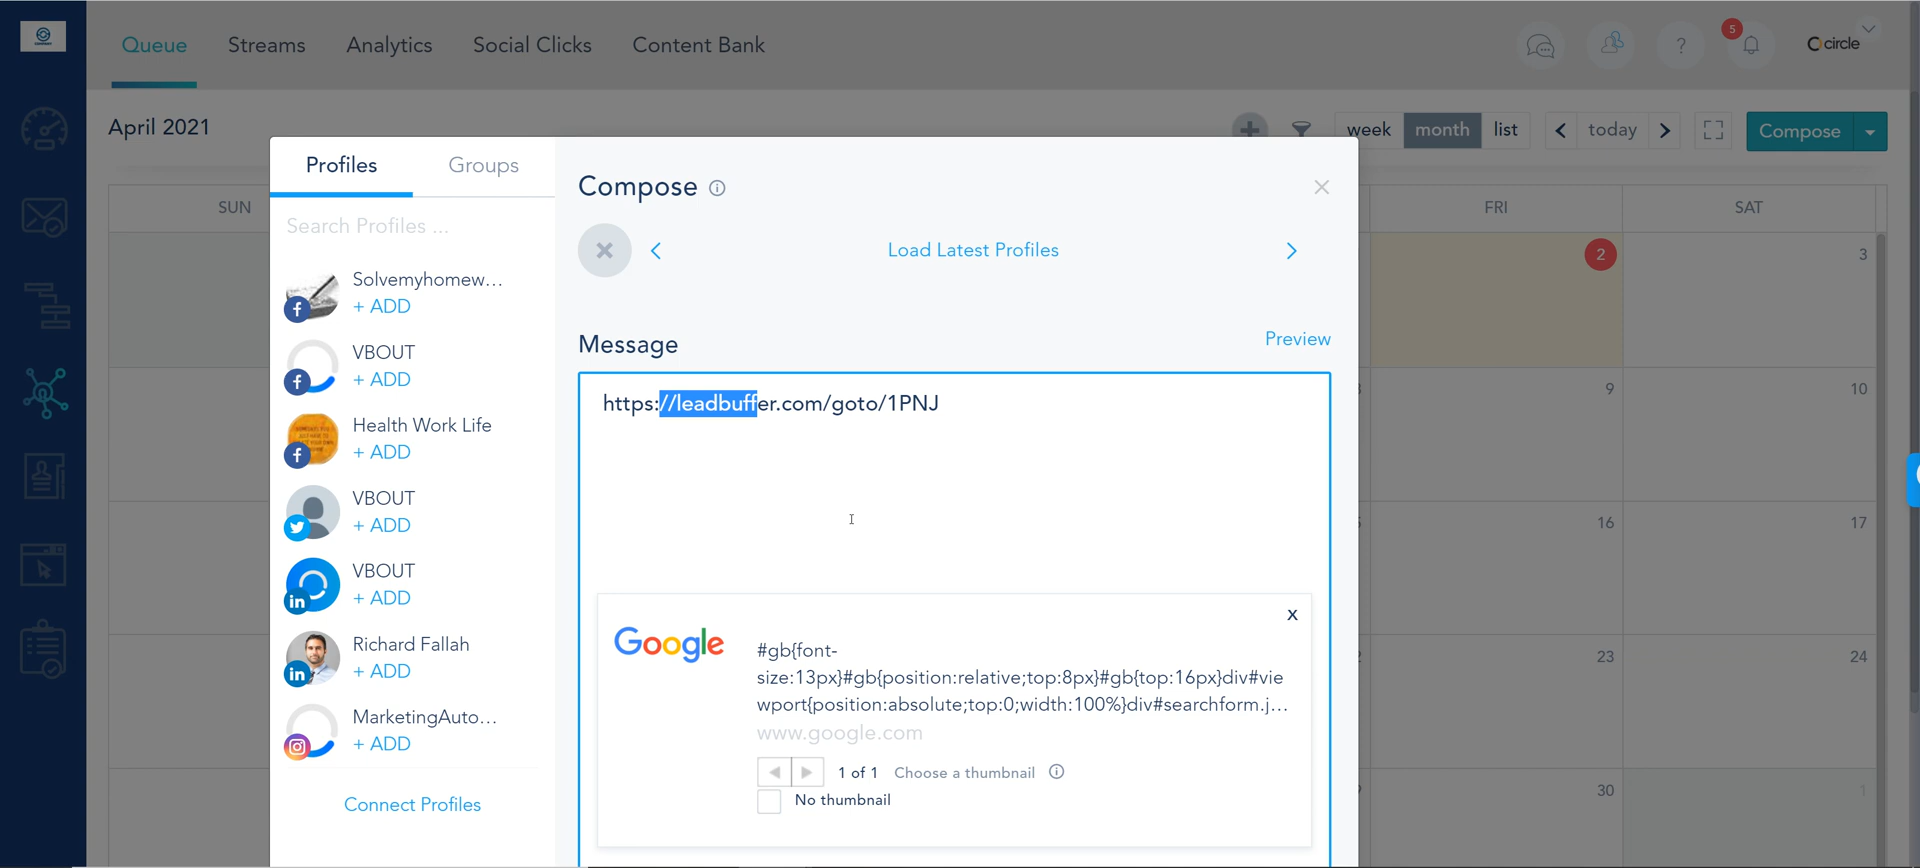 Queue Streams Analytics Social Clicks Content Bank
?
5
circle
April 2021
week month list today Compose
SUN FRI SAT
2 3
9 10
16 17
23 24
30 1
Profiles Groups
Search Profiles ...
Solvemyhomew...
+ ADD
VBOUT
+ ADD
Health Work Life
+ ADD
VBOUT
+ ADD
VBOUT
+ ADD
Richard Fallah
+ ADD
MarketingAuto...
+ ADD
Connect Profiles
Compose
Load Latest Profiles
Message Preview
https://leadbuffer.com/goto/1PNJ
x
Google
#gb{font-
size:13px}#gb{position:relative;top:8px}#gb{top:16px}div#vie
wport{position:absolute;top:0;width:100%}div#searchform.j...
www.google.com
1 of 1 Choose a thumbnail
No thumbnail